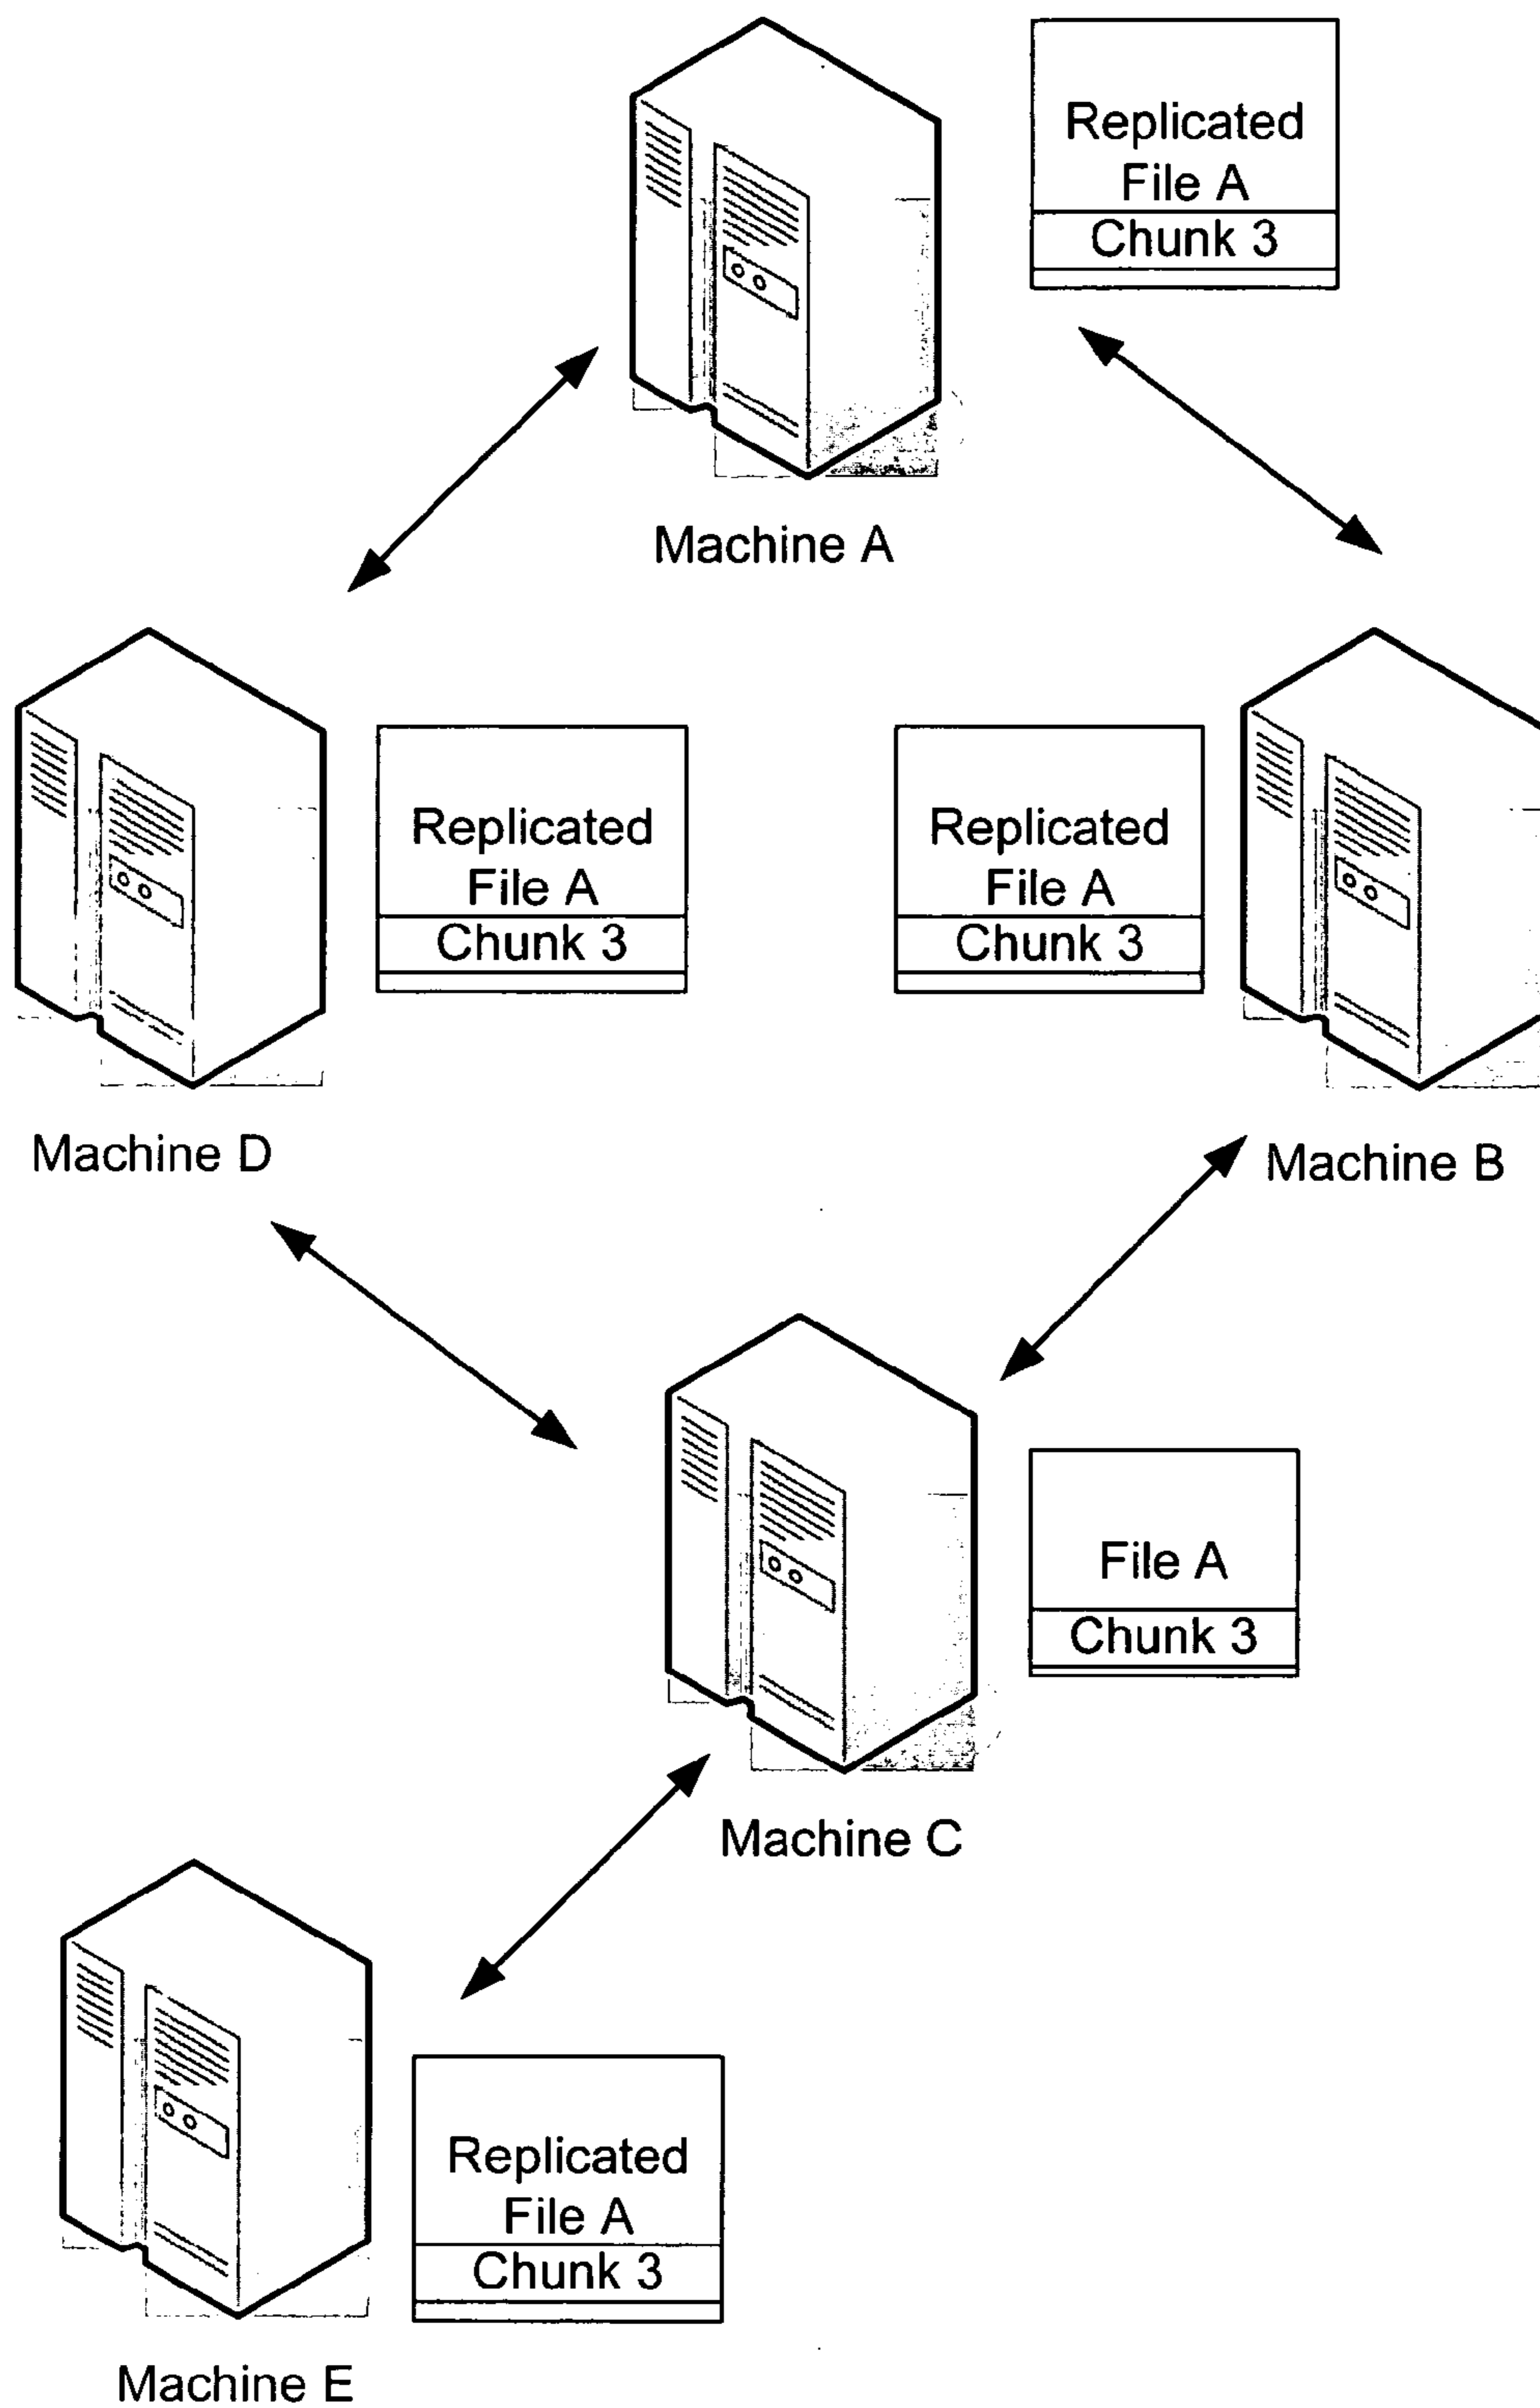 Replicated
File A
Chunk 3
Machine A
Replicated
File A
Chunk 3
Replicated
File A
Chunk 3
Machine D
Machine B
File A
Chunk 3
Machine C
Replicated
File A
Chunk 3
Machine E